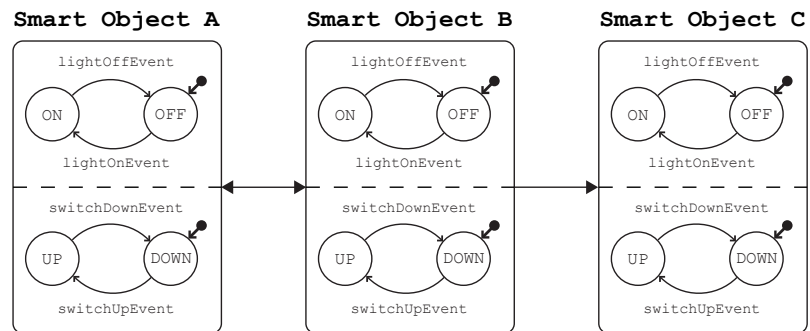 Smart Object A
Smart Object B
Smart Object C
lightOffEvent
lightOffEvent
lightOffEvent
ON
OFF
ON
OFF
ON
OFF
lightOnEvent
lightOnEvent
lightOnEvent
switchDownEvent
switchDownEvent
switchDownEvent
UP
DOWN
UP
DOWN
UP
DOWN
switchUpEvent
switchUpEvent
switchUpEvent